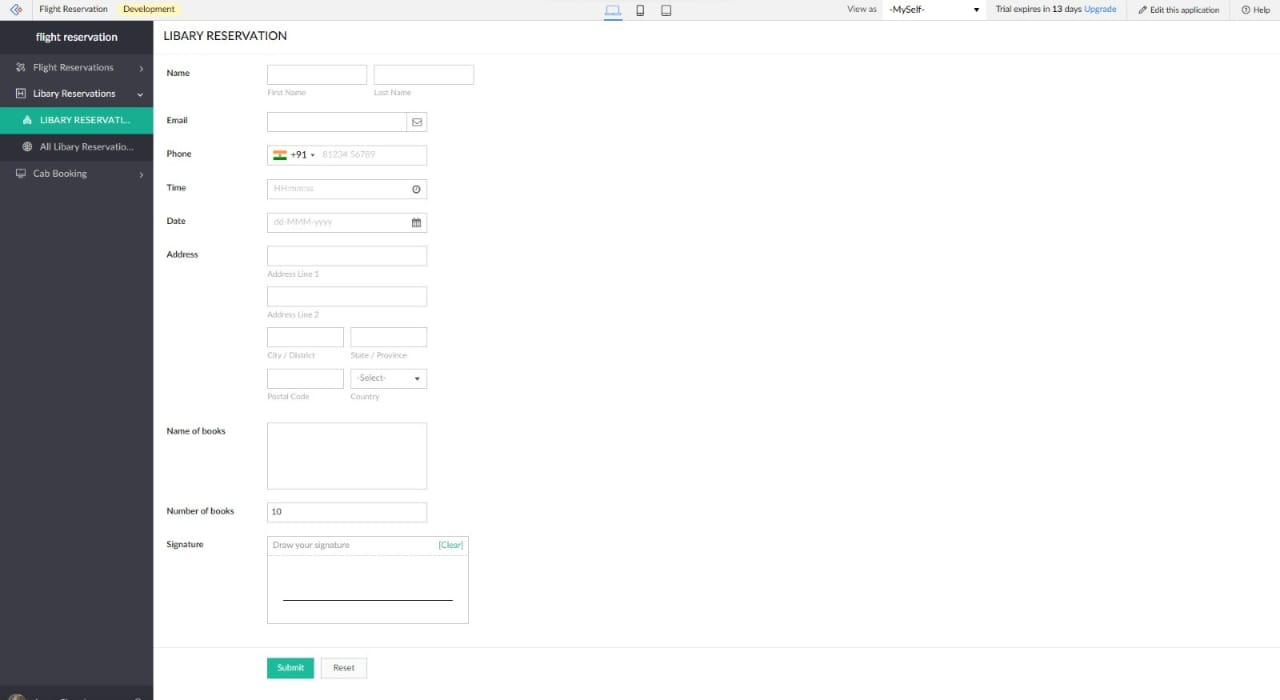 Flight Reservation Development View as -MySelf- Trial expires in 13 days Upgrade Edit this application Help
flight reservation
LIBARY RESERVATION
Flight Reservations
Libary Reservations
LIBARY RESERVATI...
All Libary Reservatio...
Cab Booking
Name
First Name Last Name
Email
Phone +91 81234 56789
Time HH:mm:ss
Date dd-MMM-yyyy
Address
Address Line 1
Address Line 2
City / District State / Province
-Select-
Postal Code Country
Name of books
Number of books 10
Signature Draw your signature [Clear]
Submit Reset